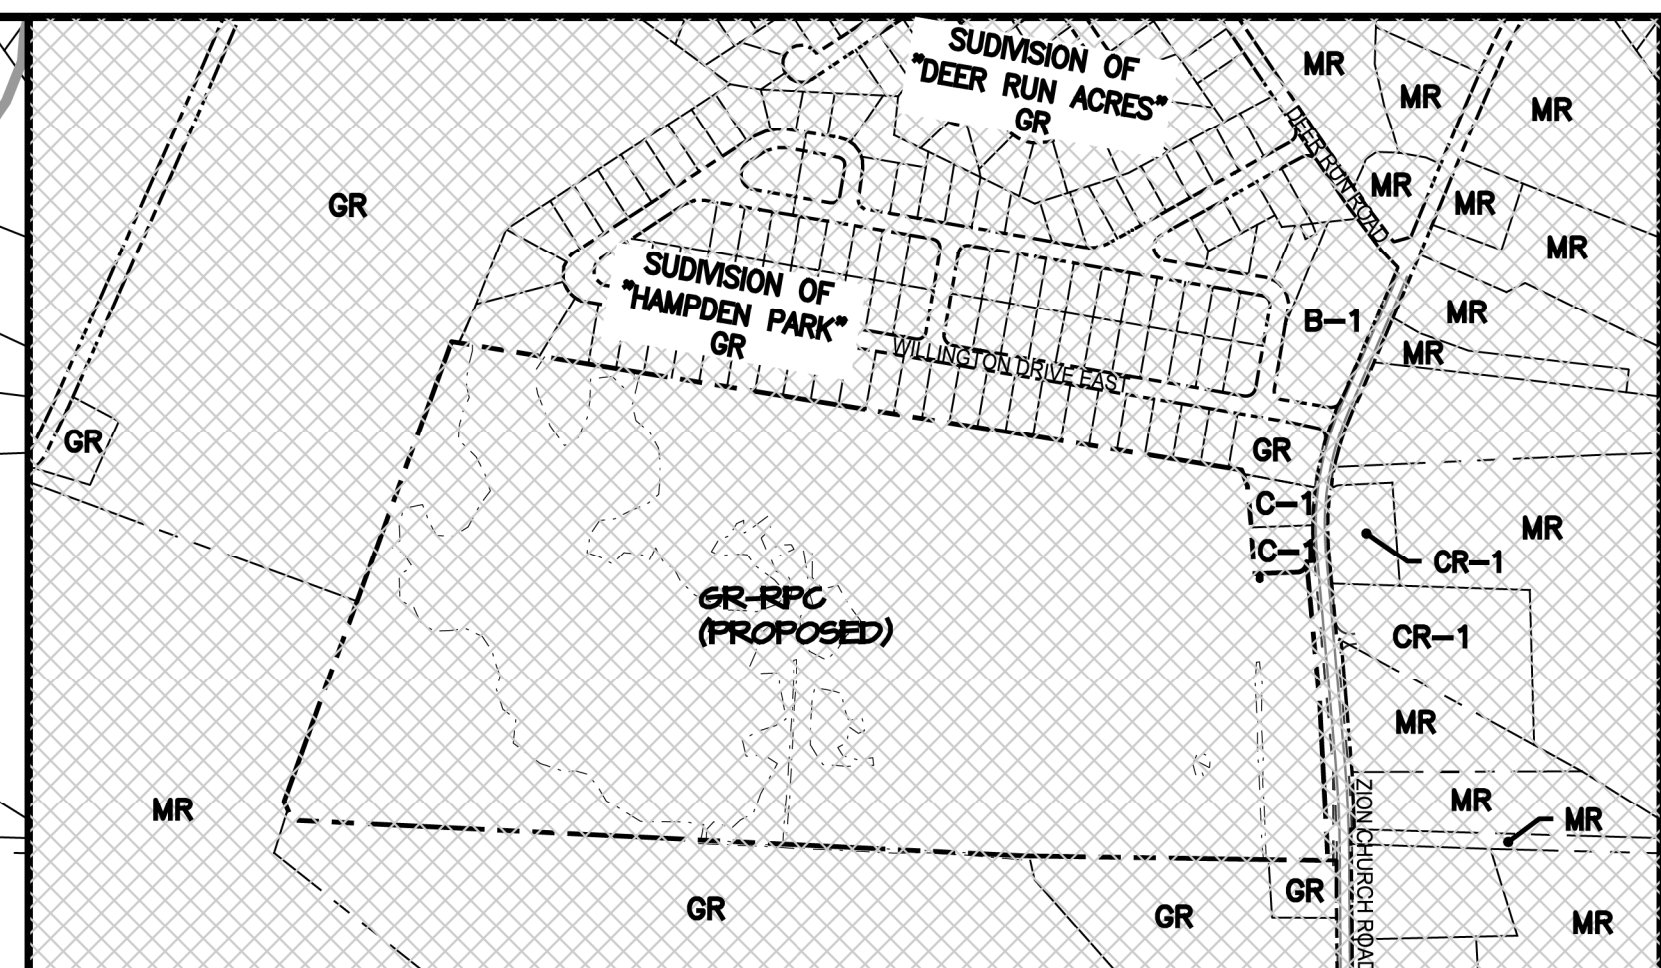 SUDIVISION OF
"DEER RUN ACRES"
GR
MR
MR
MR
DEER RUN ROAD
MR
MR
MR
GR
SUDIVISION OF
"HAMPDEN PARK"
GR
WILLINGTON DRIVE EAST
B-1
MR
MR
GR
GR
C-1
C-1
MR
CR-1
CR-1
GR-RPC
(PROPOSED)
MR
MR
MR
MR
ZION CHURCH ROAD
GR
GR
GR
MR